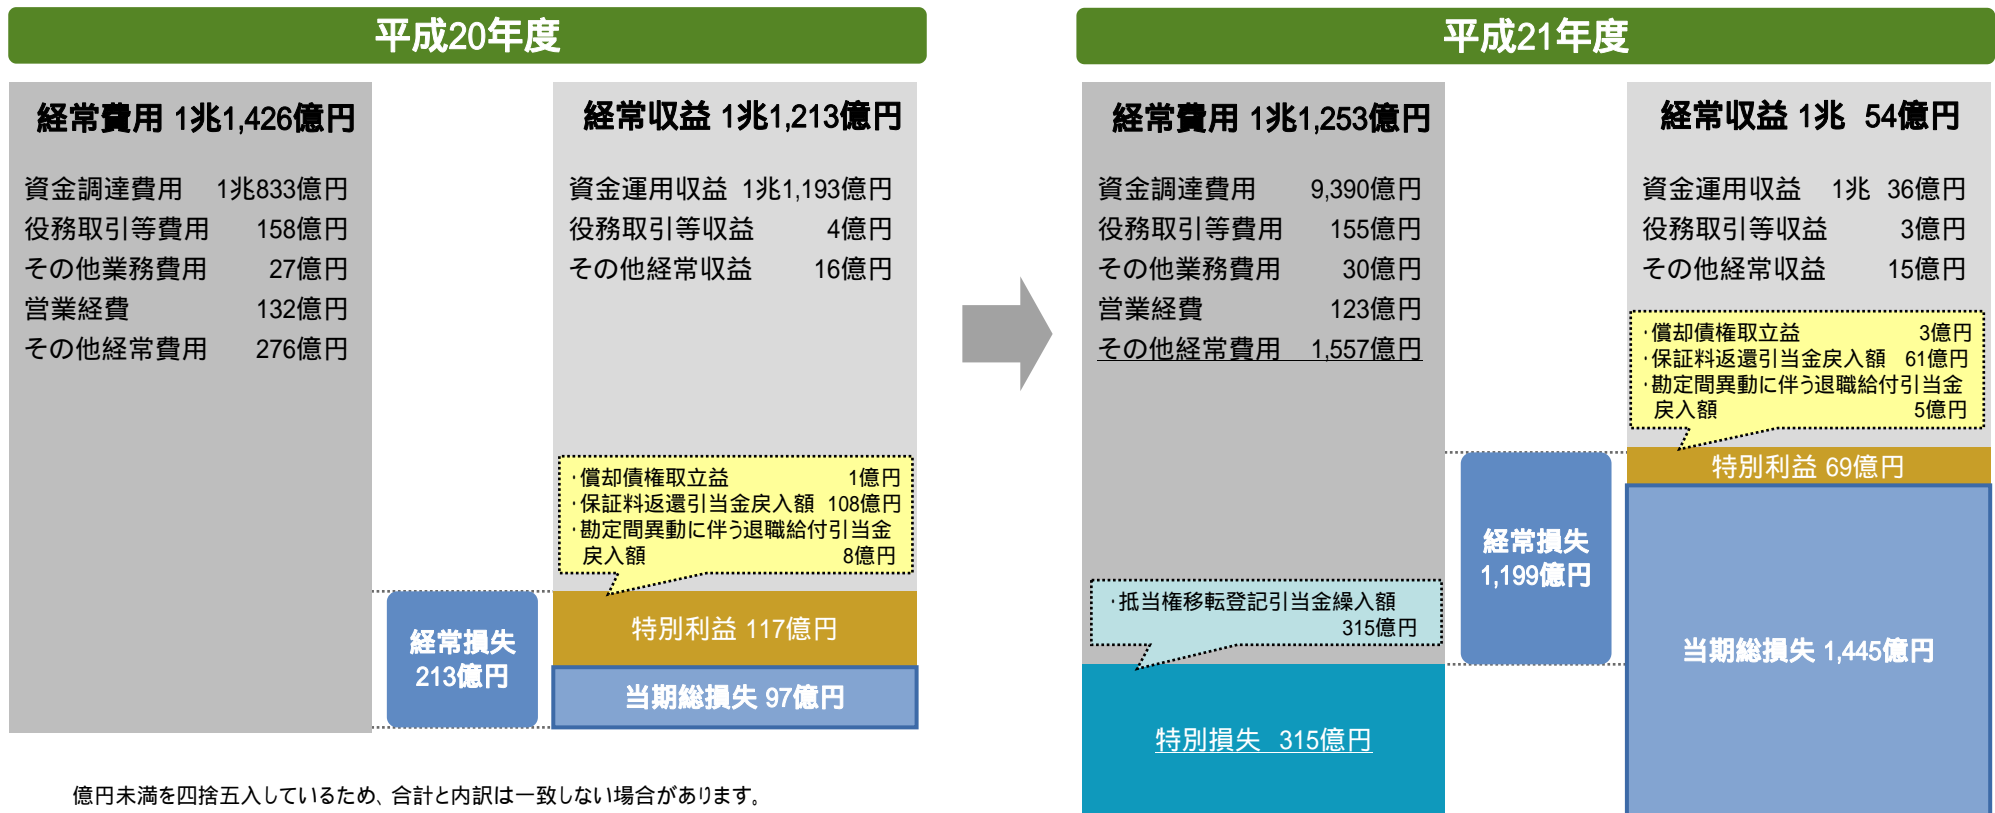 平成20年度
経常費用 1兆1,426億円
資金調達費用 1兆833億円
役務取引等費用 158億円
その他業務費用 27億円
営業経費 132億円
その他経常費用 276億円
経常損失
213億円
経常収益 1兆1,213億円
資金運用収益 1兆1,193億円
役務取引等収益 4億円
その他経常収益 16億円
・償却債権取立益 1億円
・保証料返還引当金戻入額 108億円
・勘定間異動に伴う退職給付引当金
戻入額 8億円
特別利益 117億円
当期総損失 97億円
億円未満を四捨五入しているため、合計と内訳は一致しない場合があります。
平成21年度
経常費用 1兆1,253億円
資金調達費用 9,390億円
役務取引等費用 155億円
その他業務費用 30億円
営業経費 123億円
その他経常費用 1,557億円
・抵当権移転登記引当金繰入額
315億円
特別損失 315億円
経常損失
1,199億円
経常収益 1兆 54億円
資金運用収益 1兆 36億円
役務取引等収益 3億円
その他経常収益 15億円
・償却債権取立益 3億円
・保証料返還引当金戻入額 61億円
・勘定間異動に伴う退職給付引当金
戻入額 5億円
特別利益 69億円
当期総損失 1,445億円